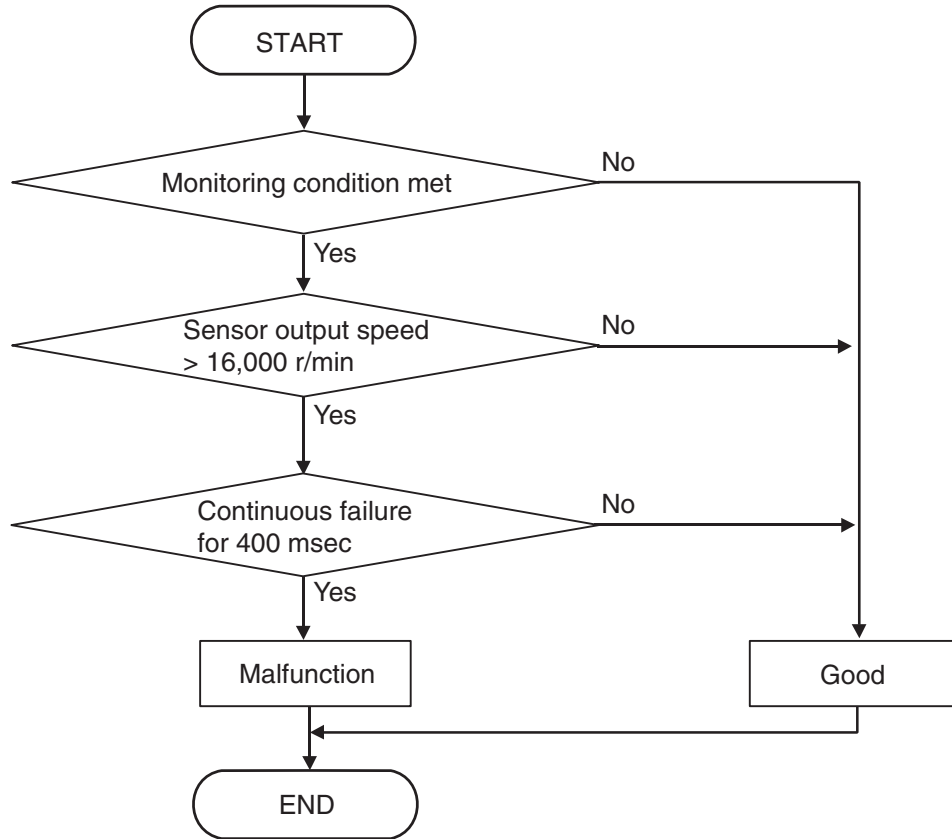 START
Monitoring condition met
No
Yes
Sensor output speed
> 16,000 r/min
No
Yes
Continuous failure
for 400 msec
No
Yes
Malfunction
Good
END